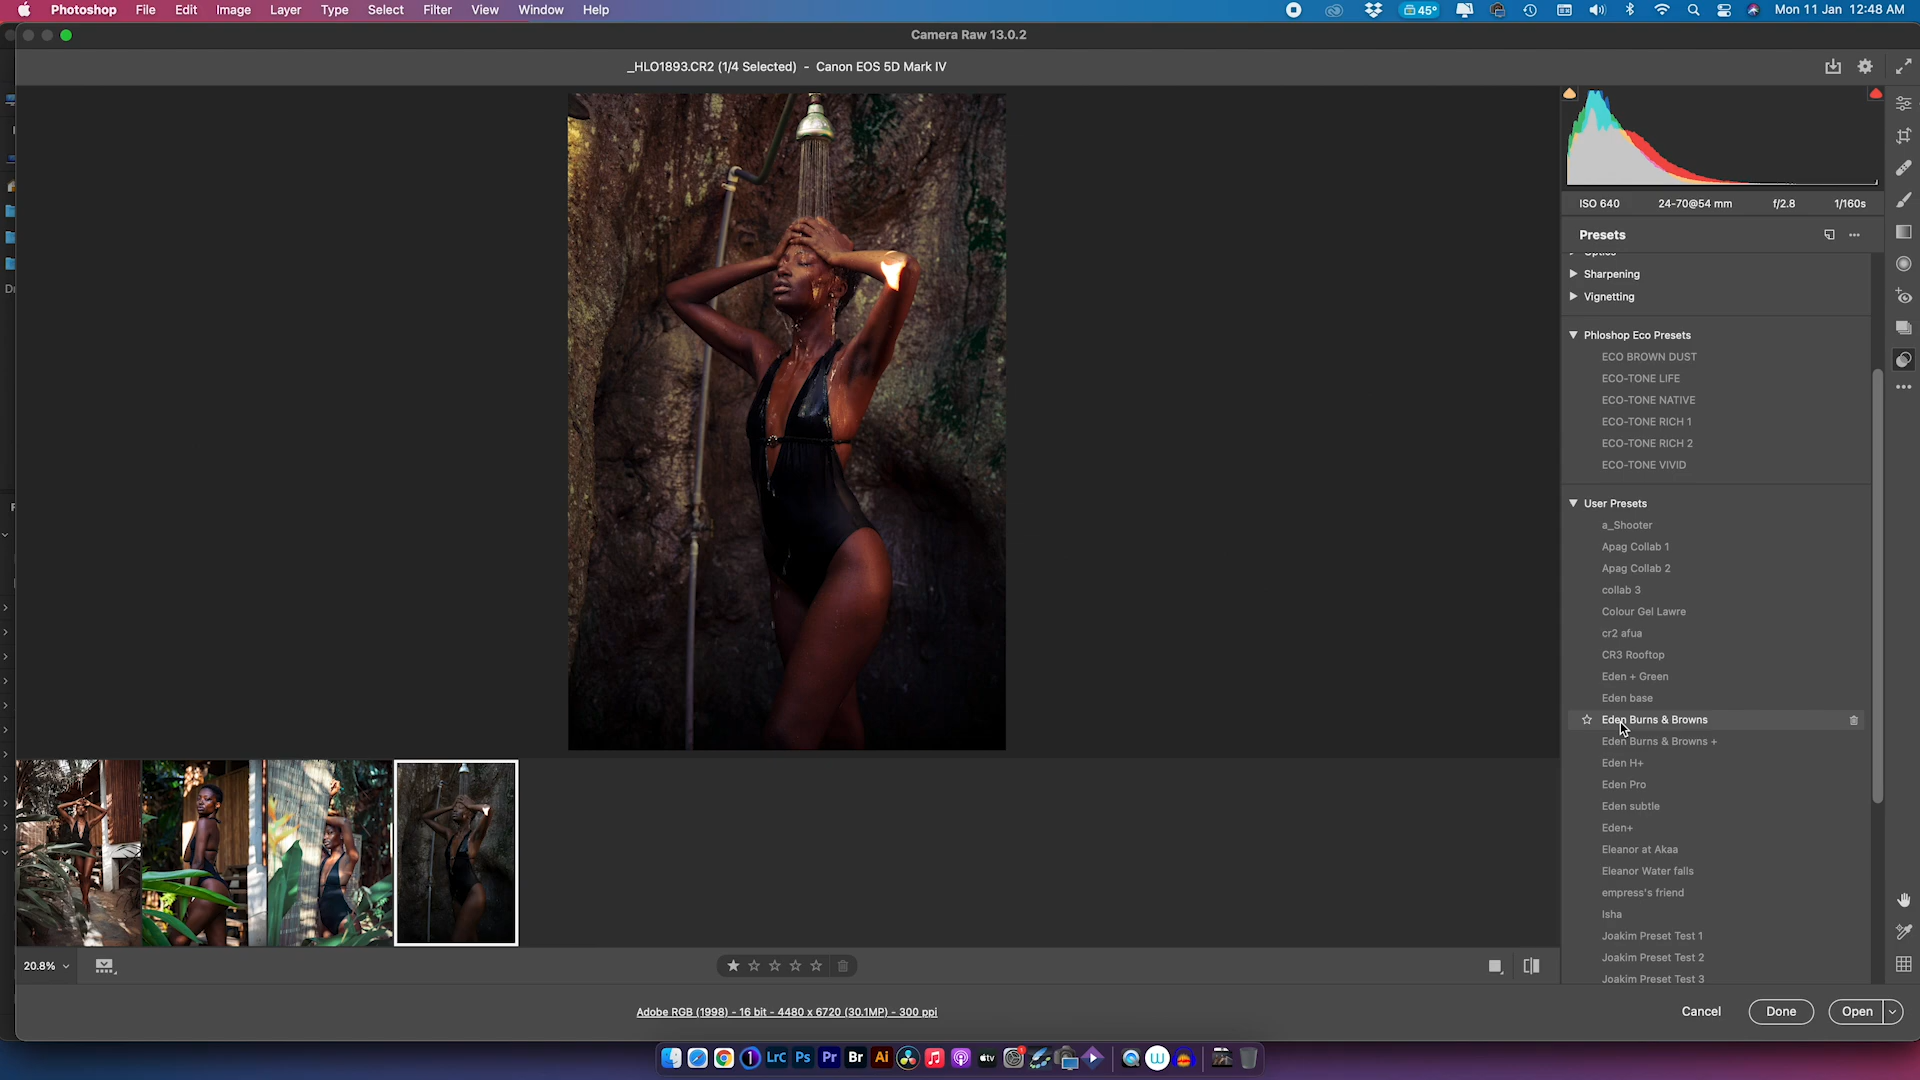 Photoshop File Edit Image Layer Type Select Filter View Window Help 45° Mon 11 Jan 12:48 AM
Camera Raw 13.0.2
_HLO1893.CR2 (1/4 Selected) - Canon EOS 5D Mark IV
ISO 640 24-70@54 mm f/2.8 1/160s
Presets
Optics
Sharpening
Vignetting
Phloshop Eco Presets
ECO BROWN DUST
ECO-TONE LIFE
ECO-TONE NATIVE
ECO-TONE RICH 1
ECO-TONE RICH 2
ECO-TONE VIVID
User Presets
a_Shooter
Apag Collab 1
Apag Collab 2
collab 3
Colour Gel Lawre
cr2 afua
CR3 Rooftop
Eden + Green
Eden base
Eden Burns & Browns
Eden Burns & Browns +
Eden H+
Eden Pro
Eden subtle
Eden+
Eleanor at Akaa
Eleanor Water falls
empress's friend
Isha
Joakim Preset Test 1
Joakim Preset Test 2
Joakim Preset Test 3
20.8%
Adobe RGB (1998) - 16 bit - 4480 x 6720 (30.1MP) - 300 ppi
Cancel Done Open
LrC Ps Pr Br Ai tv